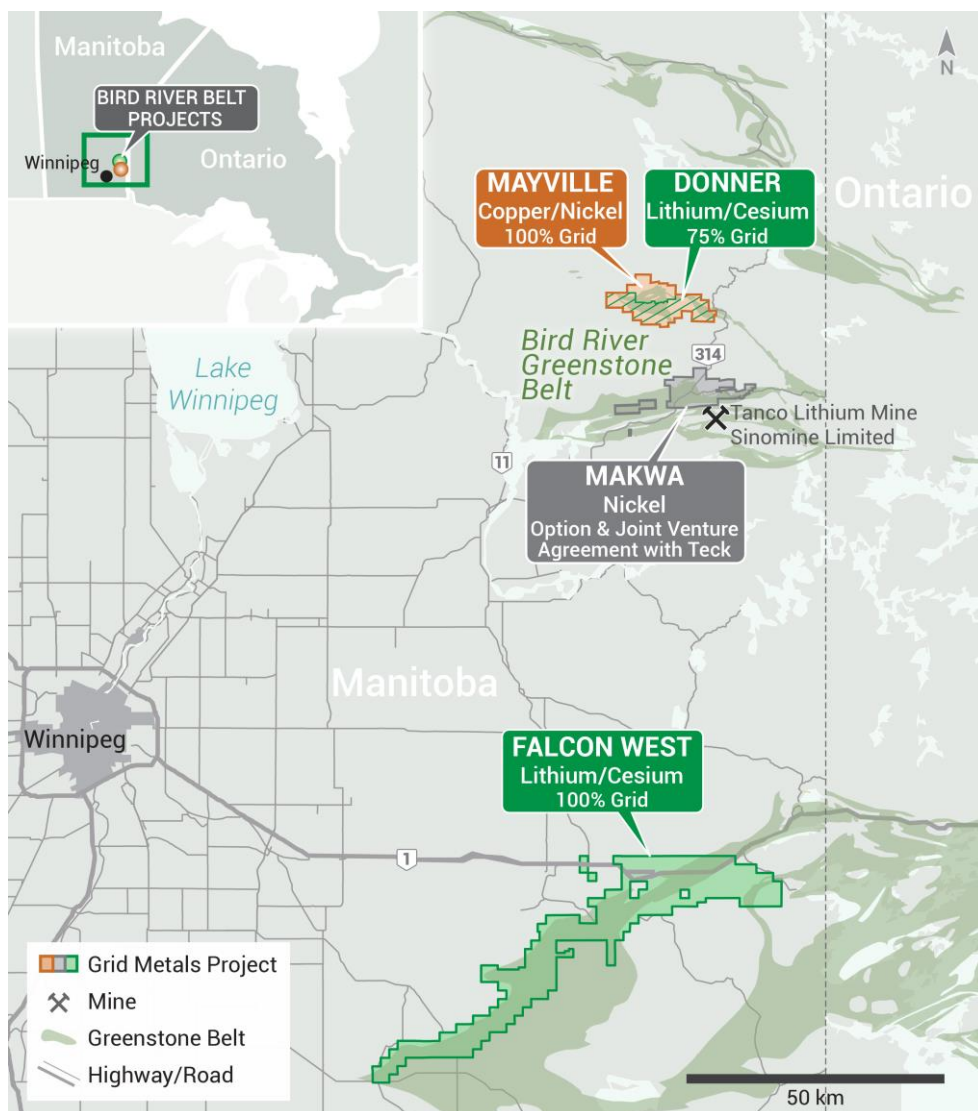 Manitoba
BIRD RIVER BELT
PROJECTS
Winnipeg
Ontario
N
MAYVILLE
Copper/Nickel
100% Grid
DONNER
Lithium/Cesium
75% Grid
Ontario
Bird River
Greenstone
Belt
314
Lake
Winnipeg
Tanco Lithium Mine
Sinomine Limited
11
MAKWA
Nickel
Option & Joint Venture
Agreement with Teck
Manitoba
Winnipeg
FALCON WEST
Lithium/Cesium
100% Grid
1
Grid Metals Project
Mine
Greenstone Belt
Highway/Road
50 km